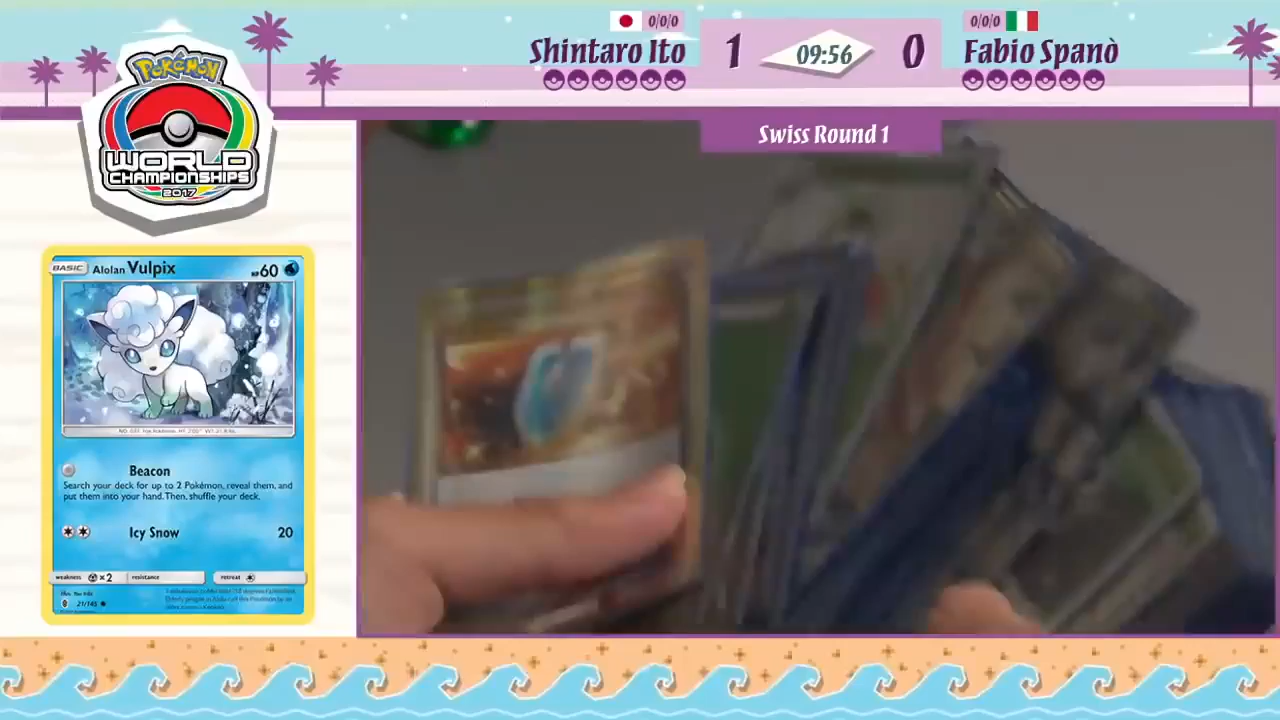 POKéMON
WORLD
CHAMPIONSHIPS
2017
0/0/0
Shintaro Ito
1
09:56
0
0/0/0
Fabio Spanò
Swiss Round 1
BASIC
Alolan Vulpix
HP 60
Beacon
Search your deck for up to 2 Pokémon, reveal them, and
put them into your hand. Then, shuffle your deck.
Icy Snow 20
weakness ×2 resistance retreat
21/145